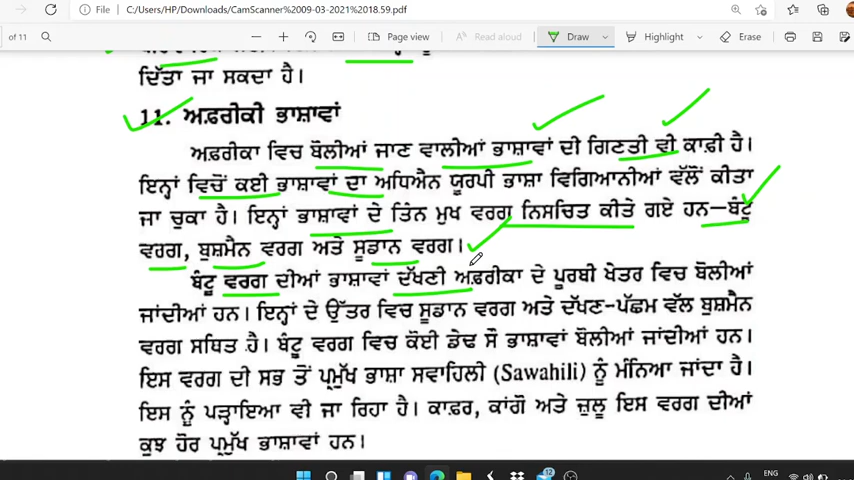 File
C:/Users/HP/Downloads/CamScanner%2009-03-2021%2018.59.pdf
of 11
Page view
Read aloud
Draw
Highlight
Erase
ਦਿੱਤਾ ਜਾ ਸਕਦਾ ਹੈ।
11. ਅਫ਼ਰੀਕੀ ਭਾਸ਼ਾਵਾਂ
ਅਫ਼ਰੀਕਾ ਵਿਚ ਬੋਲੀਆਂ ਜਾਣ ਵਾਲੀਆਂ ਭਾਸ਼ਾਵਾਂ ਦੀ ਗਿਣਤੀ ਵੀ ਕਾਫ਼ੀ ਹੈ।
ਇਨ੍ਹਾਂ ਵਿਚੋਂ ਕਈ ਭਾਸ਼ਾਵਾਂ ਦਾ ਅਧਿਐਨ ਯੂਰਪੀ ਭਾਸ਼ਾ ਵਿਗਿਆਨੀਆਂ ਵੱਲੋਂ ਕੀਤਾ
ਜਾ ਚੁਕਾ ਹੈ। ਇਨ੍ਹਾਂ ਭਾਸ਼ਾਵਾਂ ਦੇ ਤਿੰਨ ਮੁਖ ਵਰਗ ਨਿਸਚਿਤ ਕੀਤੇ ਗਏ ਹਨ—ਬੰਟੂ
ਵਰਗ, ਬੁਸ਼ਮੈਨ ਵਰਗ ਅਤੇ ਸੂਡਾਨ ਵਰਗ।
ਬੰਟੂ ਵਰਗ ਦੀਆਂ ਭਾਸ਼ਾਵਾਂ ਦੱਖਣੀ ਅਫ਼ਰੀਕਾ ਦੇ ਪੂਰਬੀ ਖੇਤਰ ਵਿਚ ਬੋਲੀਆਂ
ਜਾਂਦੀਆਂ ਹਨ। ਇਨ੍ਹਾਂ ਦੇ ਉੱਤਰ ਵਿਚ ਸੂਡਾਨ ਵਰਗ ਅਤੇ ਦੱਖਣ-ਪੱਛਮ ਵੱਲ ਬੁਸ਼ਮੈਨ
ਵਰਗ ਸਥਿਤ ਹੈ। ਬੰਟੂ ਵਰਗ ਵਿਚ ਕੋਈ ਡੇਢ ਸੌ ਭਾਸ਼ਾਵਾਂ ਬੋਲੀਆਂ ਜਾਂਦੀਆਂ ਹਨ।
ਇਸ ਵਰਗ ਦੀ ਸਭ ਤੋਂ ਪ੍ਰਮੁੱਖ ਭਾਸ਼ਾ ਸਵਾਹਿਲੀ (Sawahili) ਨੂੰ ਮੰਨਿਆ ਜਾਂਦਾ ਹੈ।
ਇਸ ਨੂੰ ਪੜ੍ਹਾਇਆ ਵੀ ਜਾ ਰਿਹਾ ਹੈ। ਕਾਫ਼ਰ, ਕਾਂਗੋ ਅਤੇ ਜ਼ੁਲੂ ਇਸ ਵਰਗ ਦੀਆਂ
ਕੁਝ ਹੋਰ ਪ੍ਰਮੁੱਖ ਭਾਸ਼ਾਵਾਂ ਹਨ।
12
ENG